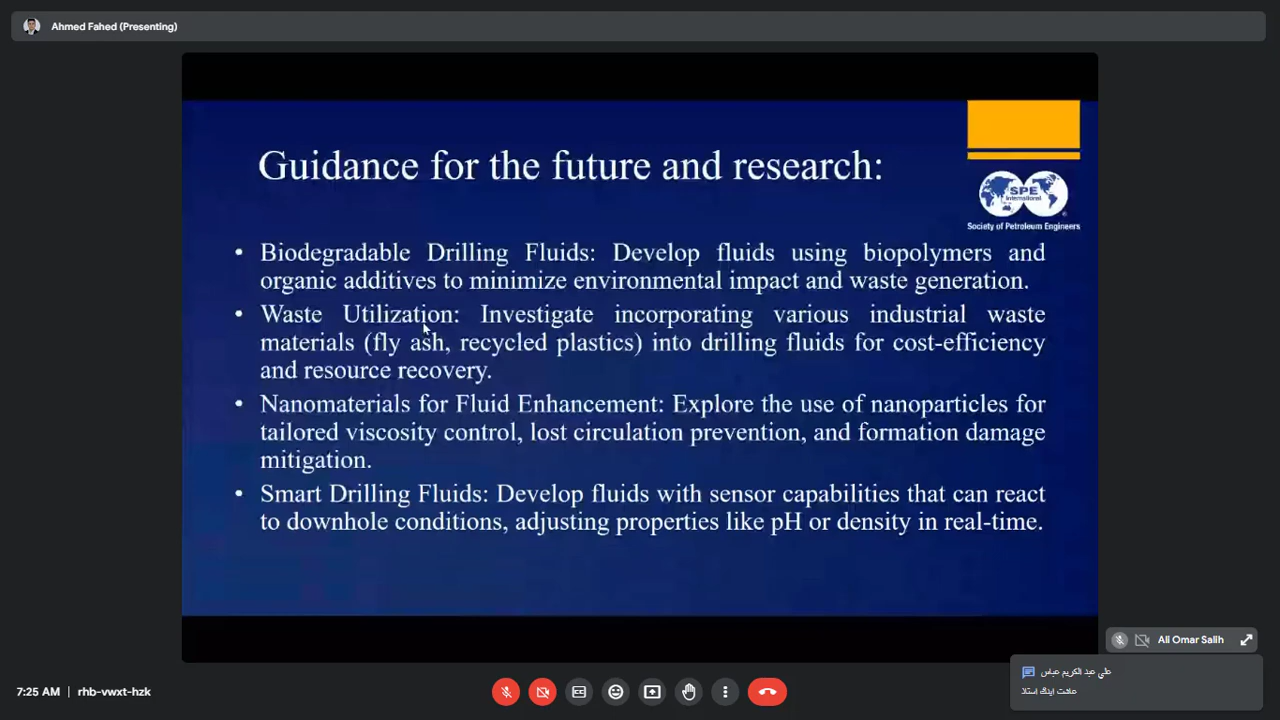 Ahmed Fahed (Presenting)
Guidance for the future and research:
SPE
International
Society of Petroleum Engineers
• Biodegradable Drilling Fluids: Develop fluids using biopolymers and
organic additives to minimize environmental impact and waste generation.
• Waste Utilization: Investigate incorporating various industrial waste
materials (fly ash, recycled plastics) into drilling fluids for cost-efficiency
and resource recovery.
• Nanomaterials for Fluid Enhancement: Explore the use of nanoparticles for
tailored viscosity control, lost circulation prevention, and formation damage
mitigation.
• Smart Drilling Fluids: Develop fluids with sensor capabilities that can react
to downhole conditions, adjusting properties like pH or density in real-time.
Ali Omar Salih
علي عبد الكريم عباس
عاشت ايدك استاذ
7:25 AM | rhb-vwxt-hzk